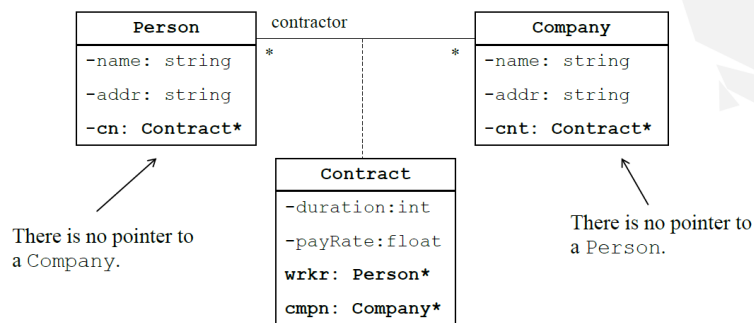 Person
contractor
Company
-name: string
* *
-name: string
-addr: string
-addr: string
-cn: Contract*
-cnt: Contract*
Contract
-duration:int
-payRate:float
wrkr: Person*
cmpn: Company*
There is no pointer to
a Company.
There is no pointer to
a Person.